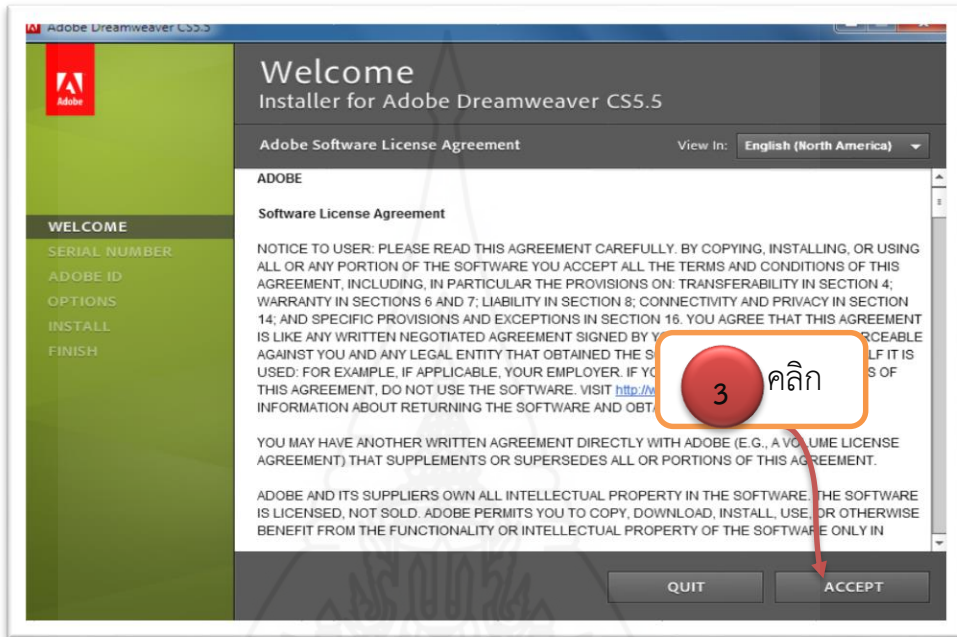 Adobe Dreamweaver CS5.5
Adobe
Welcome
Installer for Adobe Dreamweaver CS5.5
Adobe Software License Agreement
View In: English (North America)
WELCOME
SERIAL NUMBER
ADOBE ID
OPTIONS
INSTALL
FINISH
ADOBE
Software License Agreement
NOTICE TO USER: PLEASE READ THIS AGREEMENT CAREFULLY. BY COPYING, INSTALLING, OR USING
ALL OR ANY PORTION OF THE SOFTWARE YOU ACCEPT ALL THE TERMS AND CONDITIONS OF THIS
AGREEMENT, INCLUDING, IN PARTICULAR THE PROVISIONS ON: TRANSFERABILITY IN SECTION 4;
WARRANTY IN SECTIONS 6 AND 7; LIABILITY IN SECTION 8; CONNECTIVITY AND PRIVACY IN SECTION
14; AND SPECIFIC PROVISIONS AND EXCEPTIONS IN SECTION 16. YOU AGREE THAT THIS AGREEMENT
IS LIKE ANY WRITTEN NEGOTIATED AGREEMENT SIGNED BY
AGAINST YOU AND ANY LEGAL ENTITY THAT OBTAINED THE IT IS
USED: FOR EXAMPLE, IF APPLICABLE, YOUR EMPLOYER. IF OF
THIS AGREEMENT, DO NOT USE THE SOFTWARE. VISIT
INFORMATION ABOUT RETURNING THE SOFTWARE AND
3 คลิก
YOU MAY HAVE ANOTHER WRITTEN AGREEMENT DIRECTLY WITH ADOBE (E.G., A VOLUME LICENSE
AGREEMENT) THAT SUPPLEMENTS OR SUPERSEDES ALL OR PORTIONS OF THIS AGREEMENT.
ADOBE AND ITS SUPPLIERS OWN ALL INTELLECTUAL PROPERTY IN THE SOFTWARE. THE SOFTWARE
IS LICENSED, NOT SOLD. ADOBE PERMITS YOU TO COPY, DOWNLOAD, INSTALL, USE, OR OTHERWISE
BENEFIT FROM THE FUNCTIONALITY OR INTELLECTUAL PROPERTY OF THE SOFTWARE ONLY IN
QUIT
ACCEPT